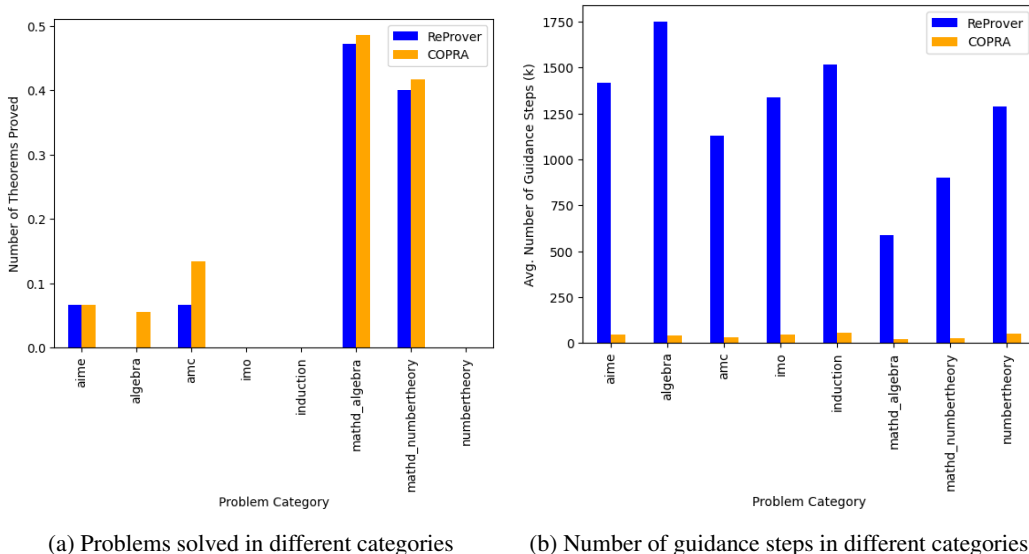 0.5
0.4
0.3
0.2
0.1
0.0
Number of Theorems Proved
ReProver
COPRA
aime
algebra
amc
imo
induction
mathd_algebra
mathd_numbertheory
numbertheory
Problem Category
(a) Problems solved in different categories
1750
1500
1250
1000
750
500
250
0
Avg. Number of Guidance Steps (k)
ReProver
COPRA
aime
algebra
amc
imo
induction
mathd_algebra
mathd_numbertheory
numbertheory
Problem Category
(b) Number of guidance steps in different categories